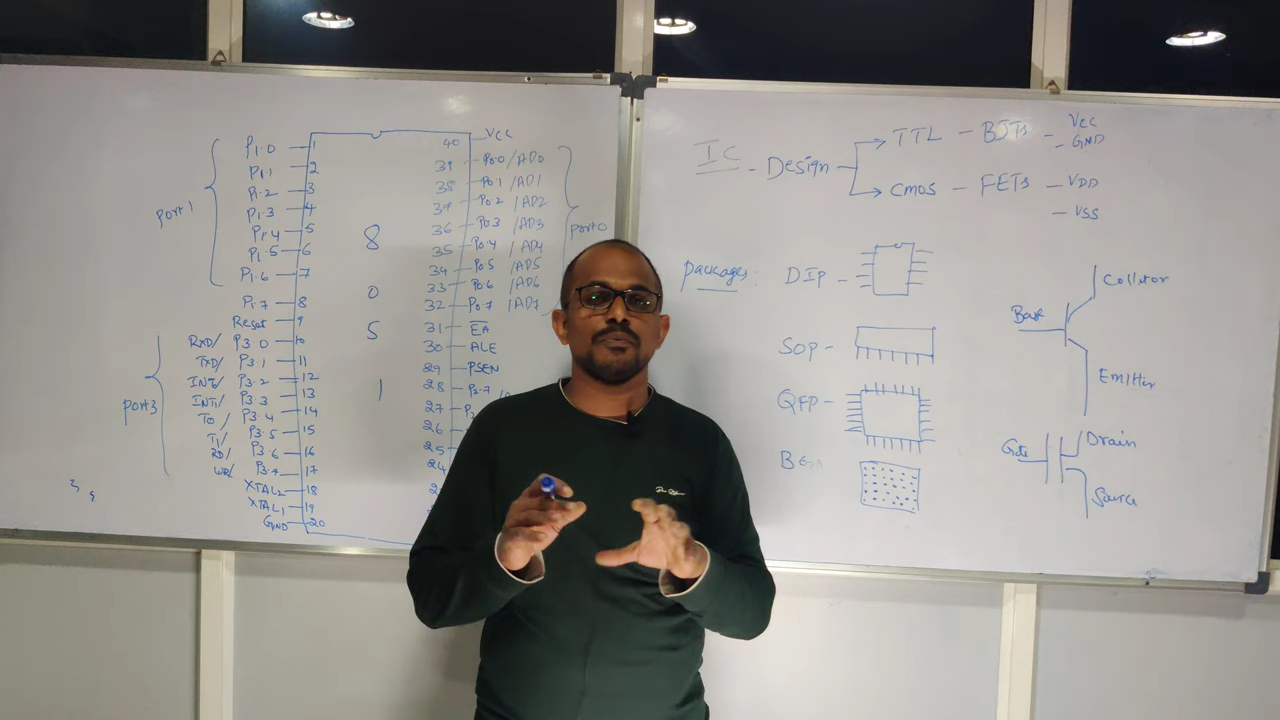 Port1
P1.0 1
P1.1 2
P1.2 3
P1.3 4
P1.4 5
P1.5 6
P1.6 7
P1.7 8
Reset 9
Port3
RXD/ P3.0 10
TXD/ P3.1 11
INT0/ P3.2 12
INT1/ P3.3 13
T0/ P3.4 14
T1/ P3.5 15
RD/ P3.6 16
WR/ P3.7 17
XTAL2 18
XTAL1 19
GND 20
8
0
5
1
40 VCC
39 P0.0/AD0
38 P0.1/AD1
37 P0.2/AD2
36 P0.3/AD3
35 P0.4/AD4
34 P0.5/AD5
33 P0.6/AD6
32 P0.7/AD7
Port0
31 EA
30 ALE
29 PSEN
28 P2.7
27
26
25
24
IC - Design
TTL - BJTs - VCC
- GND
CMOS - FETs - VDD
- VSS
Packages:
DIP -
SOP -
QFP -
BGA
Collitor
Base
Emitter
Gate
Drain
Source